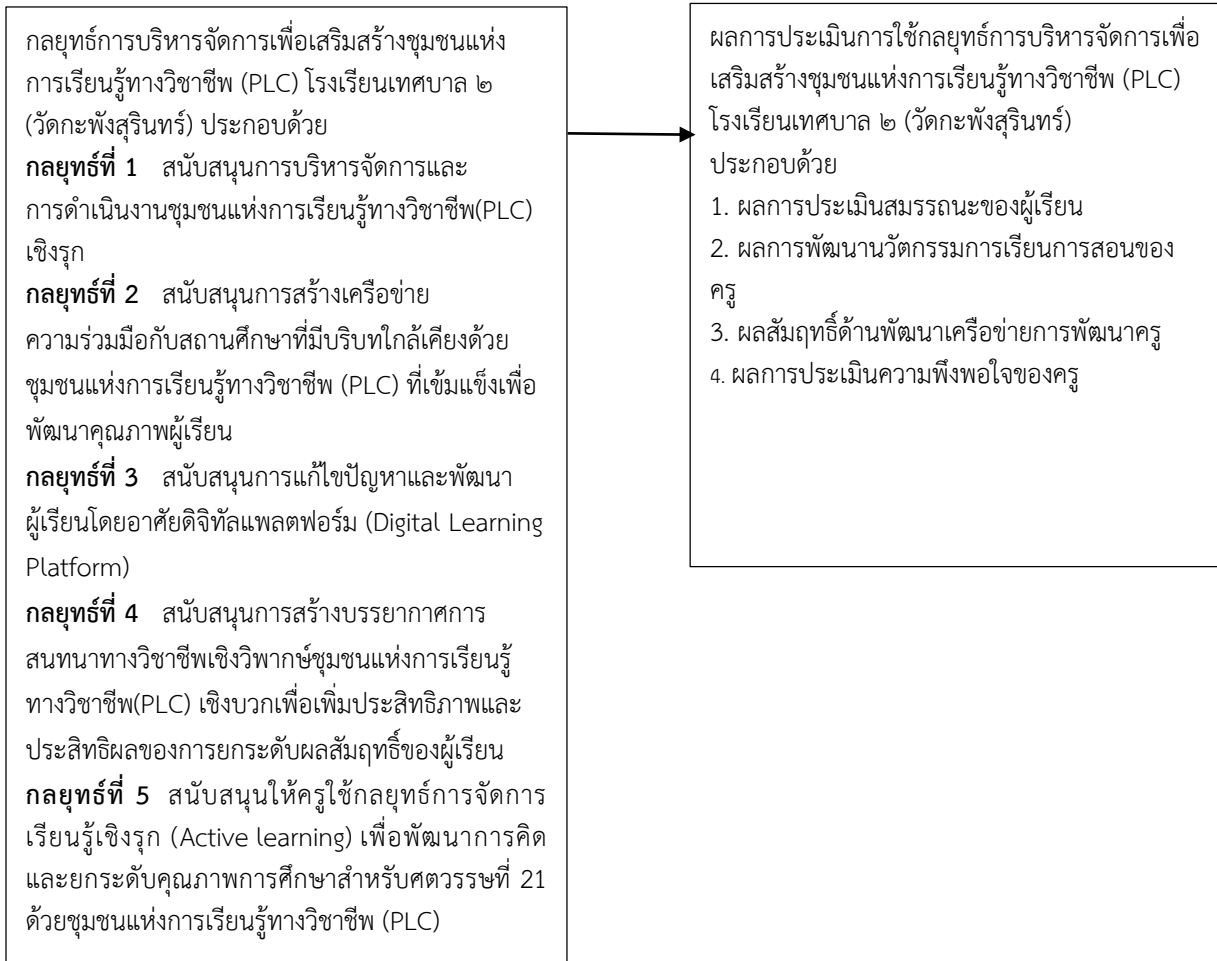 กลยุทธ์การบริหารจัดการเพื่อเสริมสร้างชุมชนแห่ง
การเรียนรู้ทางวิชาชีพ (PLC) โรงเรียนเทศบาล ๒
(วัดกะพังสุรินทร์) ประกอบด้วย
กลยุทธ์ที่ 1 สนับสนุนการบริหารจัดการและ
การดำเนินงานชุมชนแห่งการเรียนรู้ทางวิชาชีพ(PLC)
เชิงรุก
กลยุทธ์ที่ 2 สนับสนุนการสร้างเครือข่าย
ความร่วมมือกับสถานศึกษาที่มีบริบทใกล้เคียงด้วย
ชุมชนแห่งการเรียนรู้ทางวิชาชีพ (PLC) ที่เข้มแข็งเพื่อ
พัฒนาคุณภาพผู้เรียน
กลยุทธ์ที่ 3 สนับสนุนการแก้ไขปัญหาและพัฒนา
ผู้เรียนโดยอาศัยดิจิทัลแพลตฟอร์ม (Digital Learning
Platform)
กลยุทธ์ที่ 4 สนับสนุนการสร้างบรรยากาศการ
สนทนาทางวิชาชีพเชิงวิพากษ์ชุมชนแห่งการเรียนรู้
ทางวิชาชีพ(PLC) เชิงบวกเพื่อเพิ่มประสิทธิภาพและ
ประสิทธิผลของการยกระดับผลสัมฤทธิ์ของผู้เรียน
กลยุทธ์ที่ 5 สนับสนุนให้ครูใช้กลยุทธ์การจัดการ
เรียนรู้เชิงรุก (Active learning) เพื่อพัฒนาการคิด
และยกระดับคุณภาพการศึกษาสำหรับศตวรรษที่ 21
ด้วยชุมชนแห่งการเรียนรู้ทางวิชาชีพ (PLC)
ผลการประเมินการใช้กลยุทธ์การบริหารจัดการเพื่อ
เสริมสร้างชุมชนแห่งการเรียนรู้ทางวิชาชีพ (PLC)
โรงเรียนเทศบาล ๒ (วัดกะพังสุรินทร์)
ประกอบด้วย
1. ผลการประเมินสมรรถนะของผู้เรียน
2. ผลการพัฒนานวัตกรรมการเรียนการสอนของ
ครู
3. ผลสัมฤทธิ์ด้านพัฒนาเครือข่ายการพัฒนาครู
4. ผลการประเมินความพึงพอใจของครู